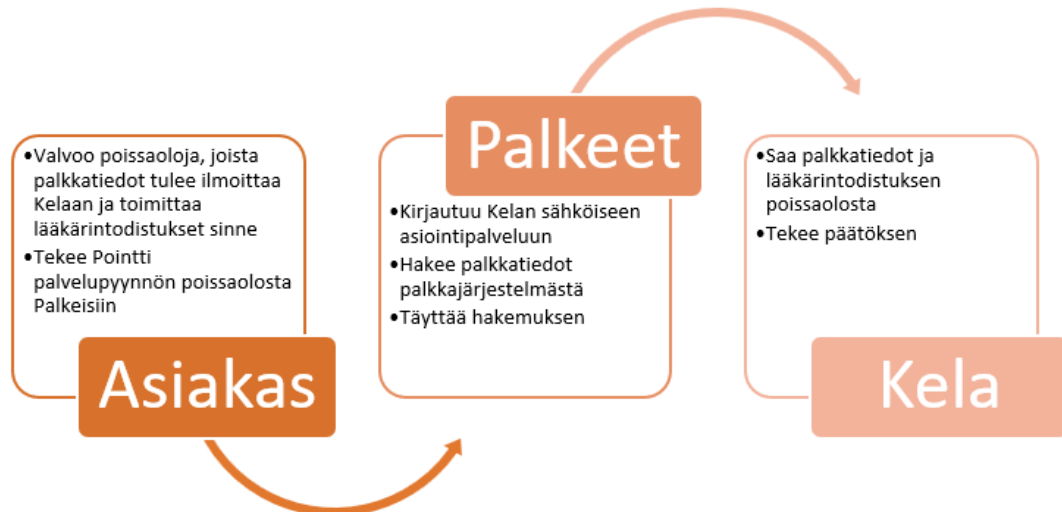 •Valvoo poissaoloja, joista
palkkatiedot tulee ilmoittaa
Kelaan ja toimittaa
lääkärintodistukset sinne
•Tekee Pointti
palvelupyynnön poissaolosta
Palkeisiin
Asiakas
Palkeet
•Kirjautuu Kelan sähköiseen
asiointipalveluun
•Hakee palkkatiedot
palkkajärjestelmästä
•Täyttää hakemuksen
•Saa palkkatiedot ja
lääkärintodistuksen
poissaolosta
•Tekee päätöksen
Kela